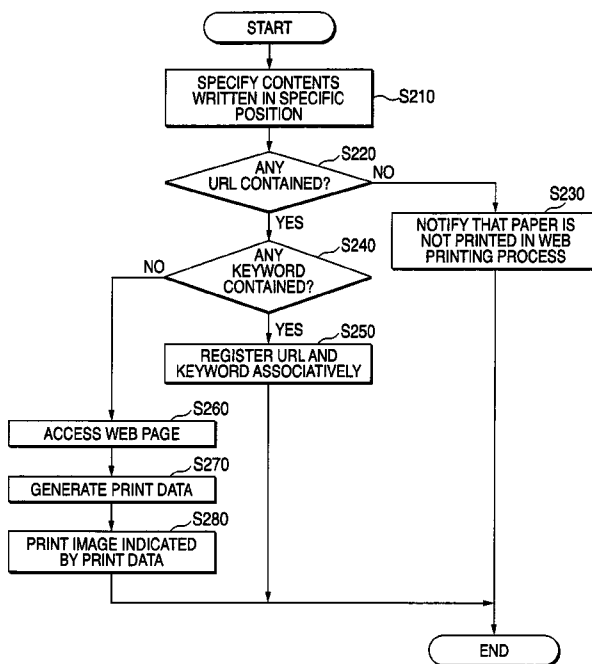 START
SPECIFY CONTENTS
WRITTEN IN SPECIFIC
POSITION
S210
ANY
URL CONTAINED?
S220
NO
YES
S230
NOTIFY THAT PAPER IS
NOT PRINTED IN WEB
PRINTING PROCESS
ANY
KEYWORD
CONTAINED?
S240
NO
YES
S250
REGISTER URL AND
KEYWORD ASSOCIATIVELY
S260
ACCESS WEB PAGE
S270
GENERATE PRINT DATA
S280
PRINT IMAGE INDICATED
BY PRINT DATA
END